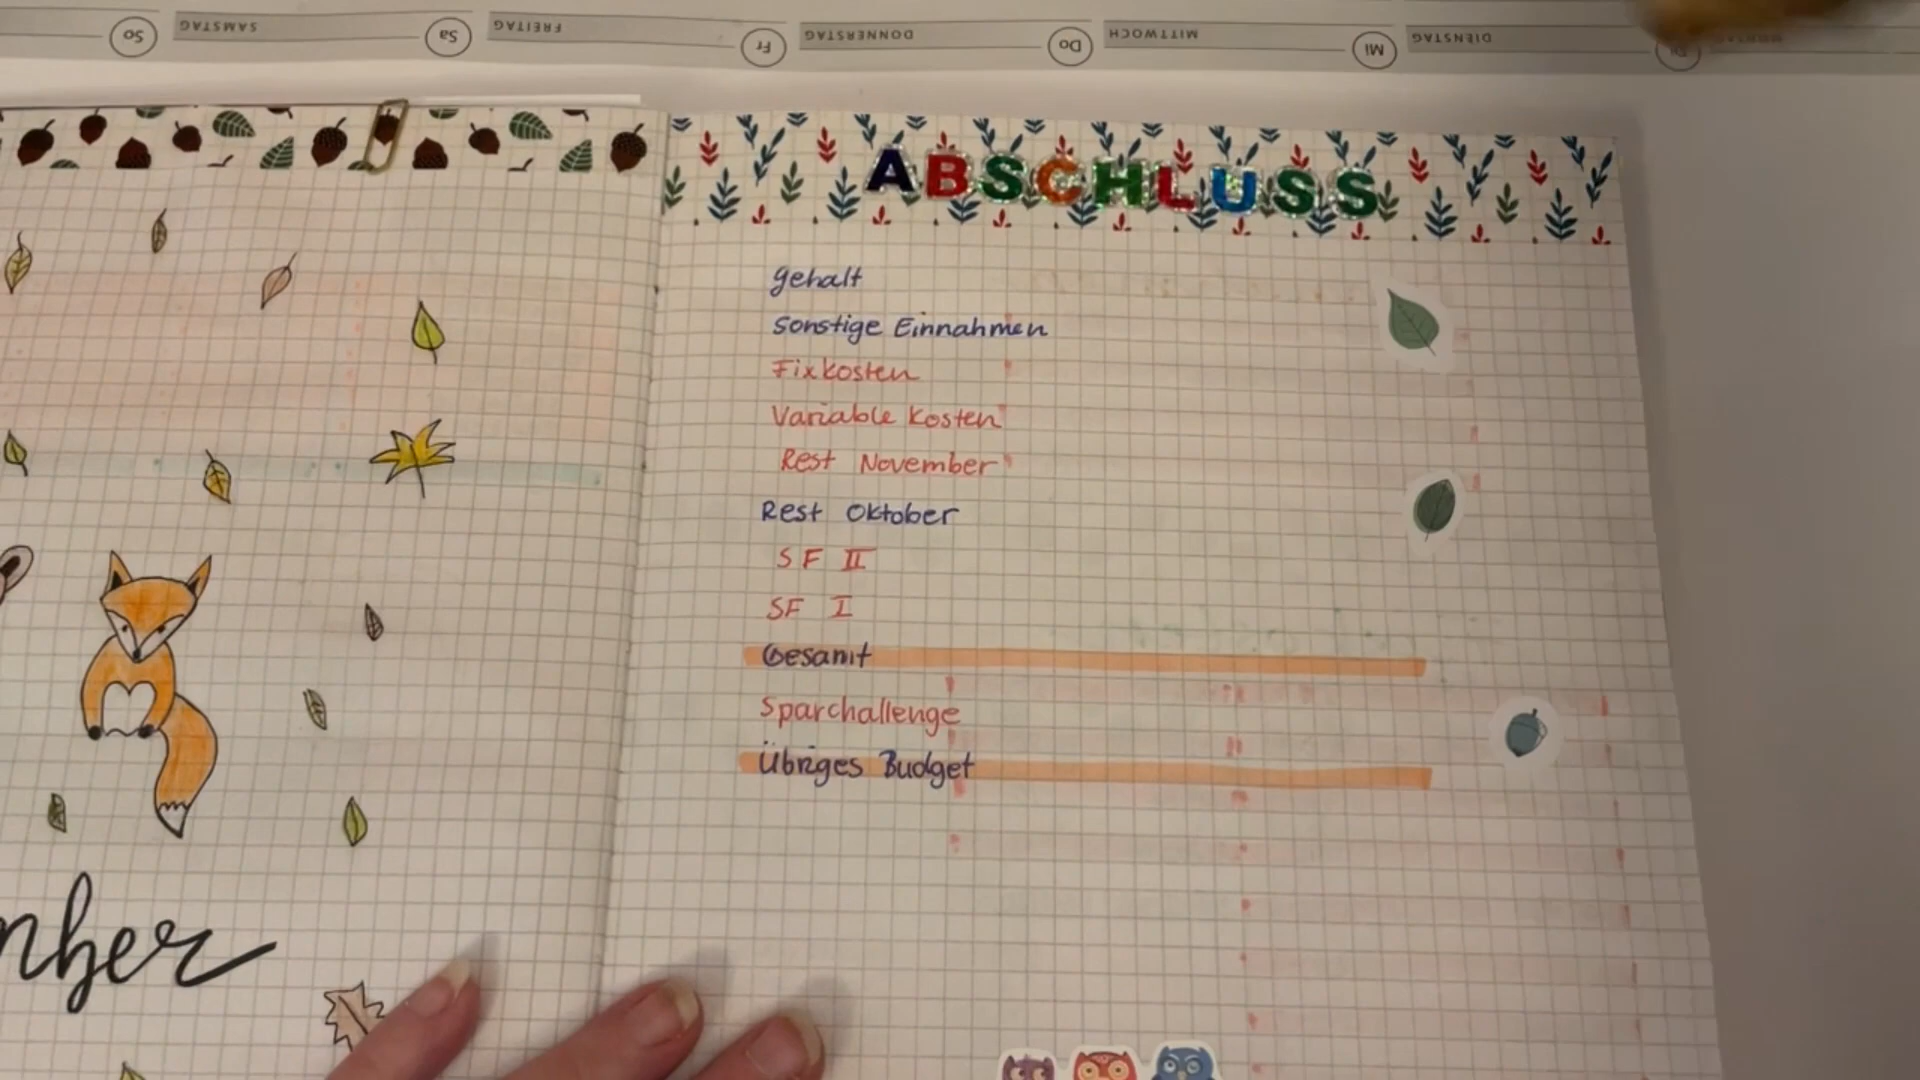 So SAMSTAG Sa FREITAG Fr DONNERSTAG Do MITTWOCH Mi DIENSTAG
ABSCHLUSS
Gehalt
Sonstige Einnahmen
Fixkosten
Variable Kosten
Rest November
Rest Oktober
SF II
SF I
Gesamt
Sparchallenge
Übriges Budget
mber